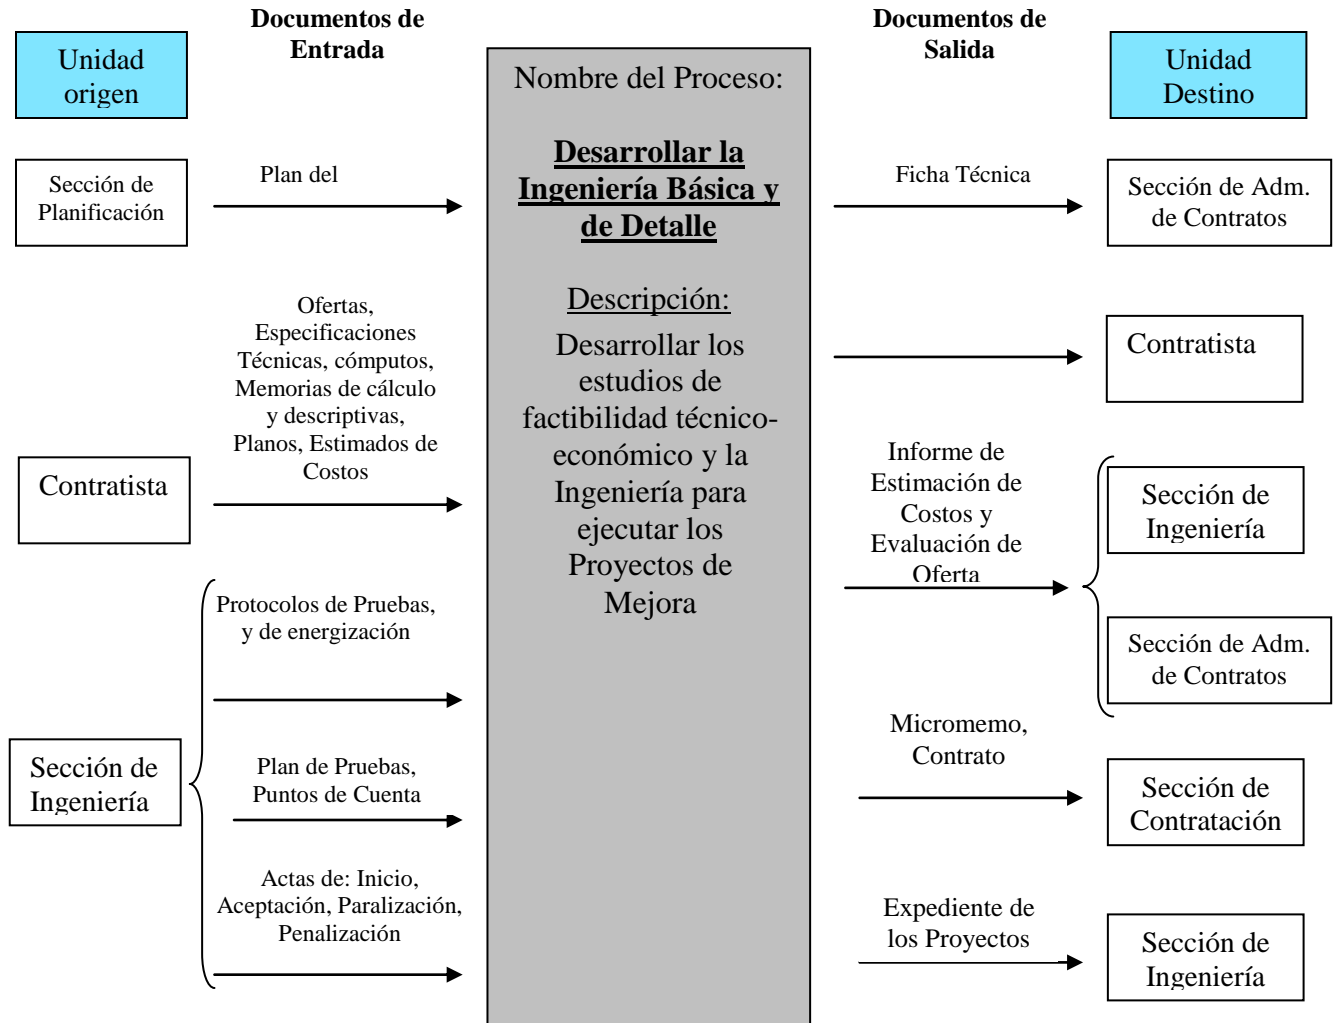 Documentos de
Entrada
Documentos de
Salida
Unidad
origen
Unidad
Destino
Nombre del Proceso:
Desarrollar la
Ingeniería Básica y
de Detalle
Descripción:
Desarrollar los
estudios de
factibilidad técnico-
económico y la
Ingeniería para
ejecutar los
Proyectos de
Mejora
Sección de
Planificación
Plan del
Ofertas,
Especificaciones
Técnicas, cómputos,
Memorias de cálculo
y descriptivas,
Planos, Estimados de
Costos
Contratista
Protocolos de Pruebas,
y de energización
Sección de
Ingeniería
Plan de Pruebas,
Puntos de Cuenta
Actas de: Inicio,
Aceptación, Paralización,
Penalización
Ficha Técnica
Sección de Adm.
de Contratos
Contratista
Informe de
Estimación de
Costos y
Evaluación de
Oferta
Sección de
Ingeniería
Sección de Adm.
de Contratos
Micromemo,
Contrato
Sección de
Contratación
Expediente de
los Proyectos
Sección de
Ingeniería